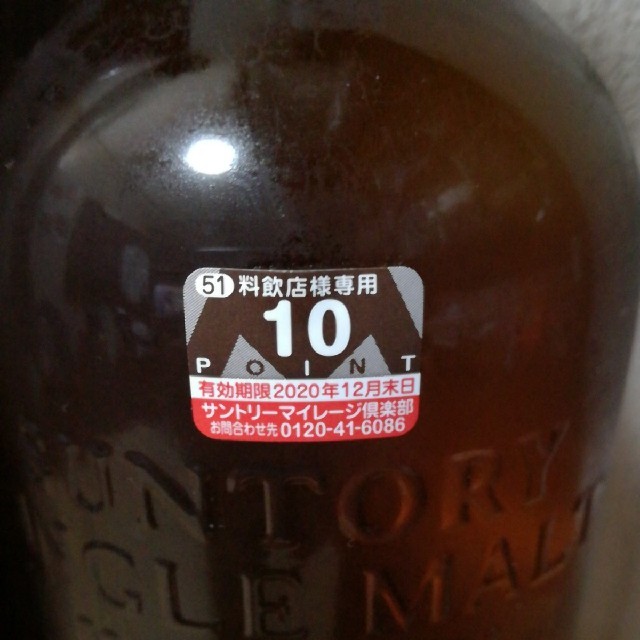 51 料飲店様専用
10
POINT
有効期限2020年12月末日
サントリーマイレージ倶楽部
お問合わせ先 0120-41-6086
SUNTORY
SINGLE MALT